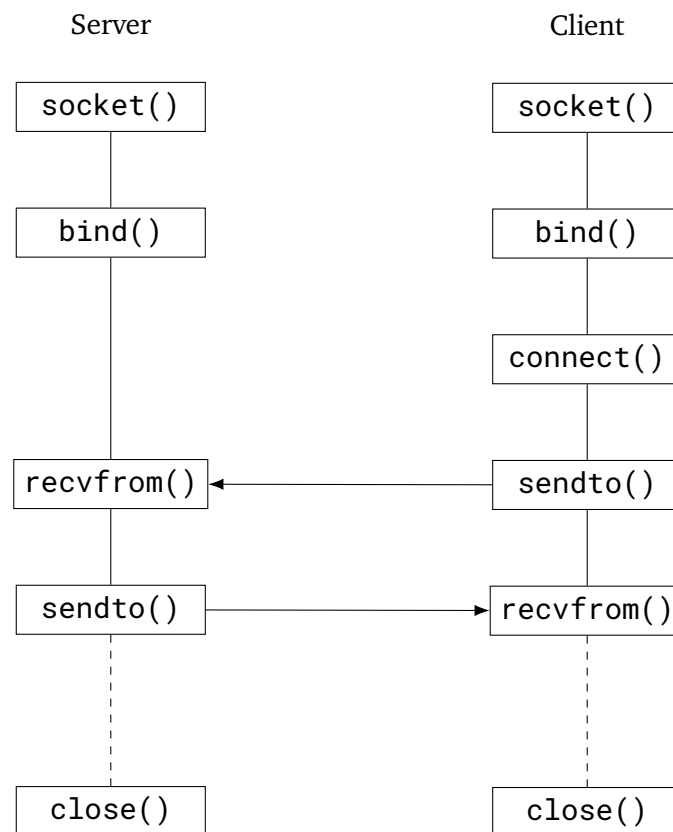 Server Client
socket() socket()
bind() bind()
connect()
recvfrom() sendto()
sendto() recvfrom()
close() close()